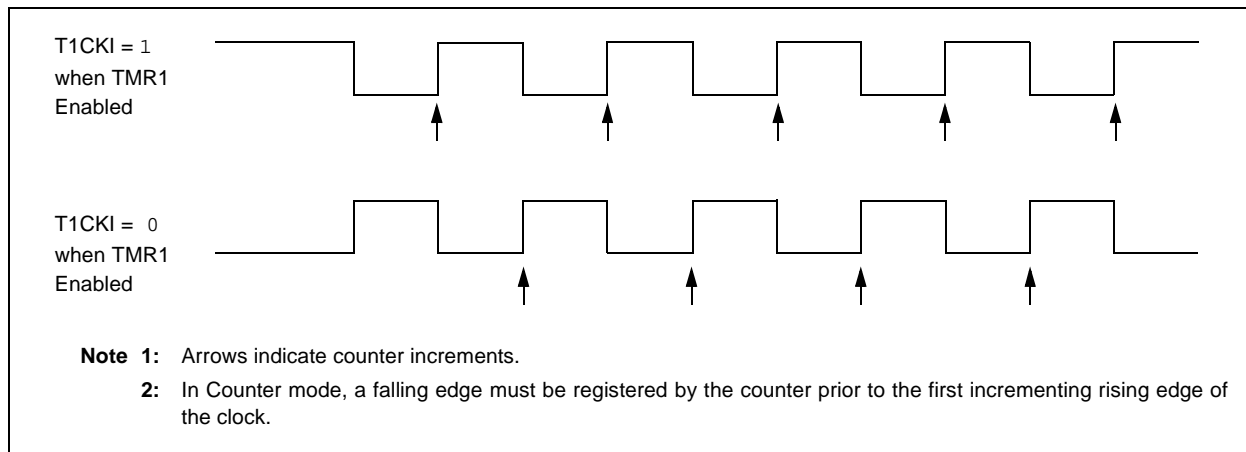 T1CKI = 1
when TMR1
Enabled
T1CKI = 0
when TMR1
Enabled
Note 1: Arrows indicate counter increments.
2: In Counter mode, a falling edge must be registered by the counter prior to the first incrementing rising edge of
the clock.